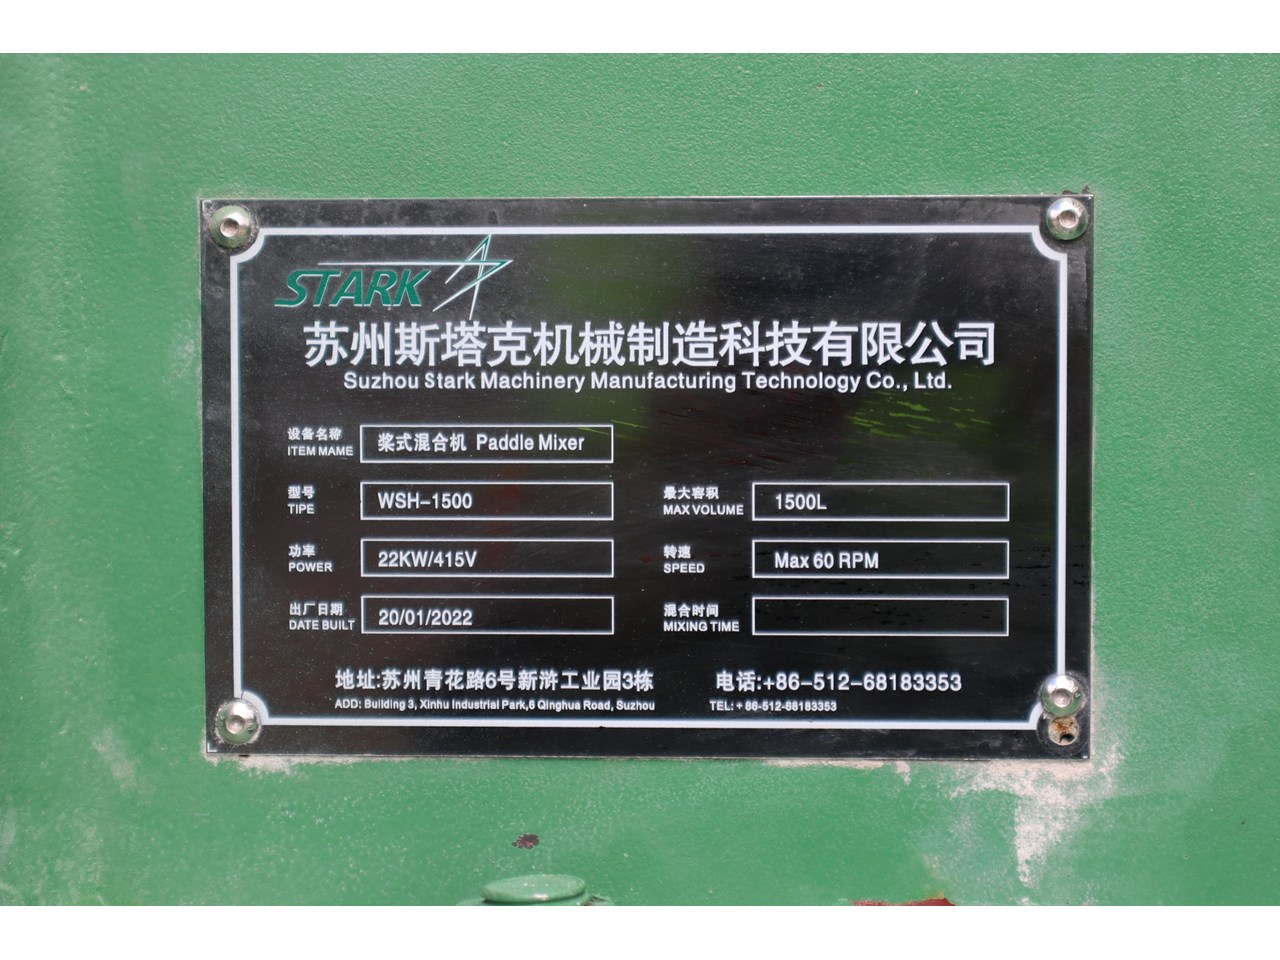 STARK
苏州斯塔克机械制造科技有限公司
Suzhou Stark Machinery Manufacturing Technology Co., Ltd.
设备名称 桨式混合机 Paddle Mixer
ITEM MAME
型号 WSH-1500 最大容积 1500L
TIPE MAX VOLUME
功率 22KW/415V 转速 Max 60 RPM
POWER SPEED
出厂日期 20/01/2022 混合时间
DATE BUILT MIXING TIME
地址:苏州青花路6号新浒工业园3栋 电话:+86-512-68183353
ADD: Building 3, Xinhu Industrial Park,6 Qinghua Road, Suzhou TEL: +86-512-68183353